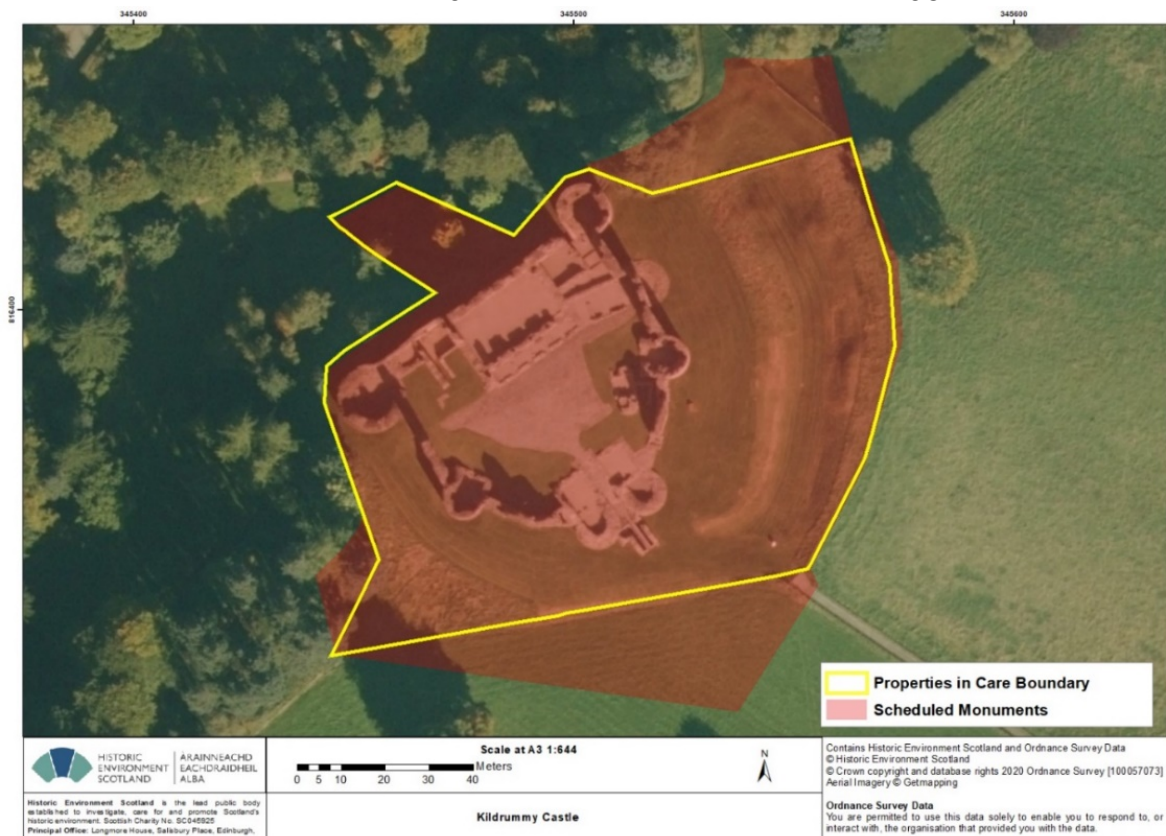 345400
345500
345600
816400
Properties in Care Boundary
Scheduled Monuments
HISTORIC
ENVIRONMENT
SCOTLAND
ÀRAINNEACHD
EACHDRAIDHEIL
ALBA
Historic Environment Scotland is the lead public body
established to investigate, care for and promote Scotland's
historic environment. Scottish Charity No. SC045925
Principal Office: Longmore House, Salisbury Place, Edinburgh,
Scale at A3 1:644
0 5 10 20 30 40
Meters
Kildrummy Castle
N
Contains Historic Environment Scotland and Ordnance Survey Data
© Historic Environment Scotland
© Crown copyright and database rights 2020 Ordnance Survey [100057073]
Aerial Imagery © Getmapping
Ordnance Survey Data
You are permitted to use this data solely to enable you to respond to, or
interact with, the organisation that provided you with the data.